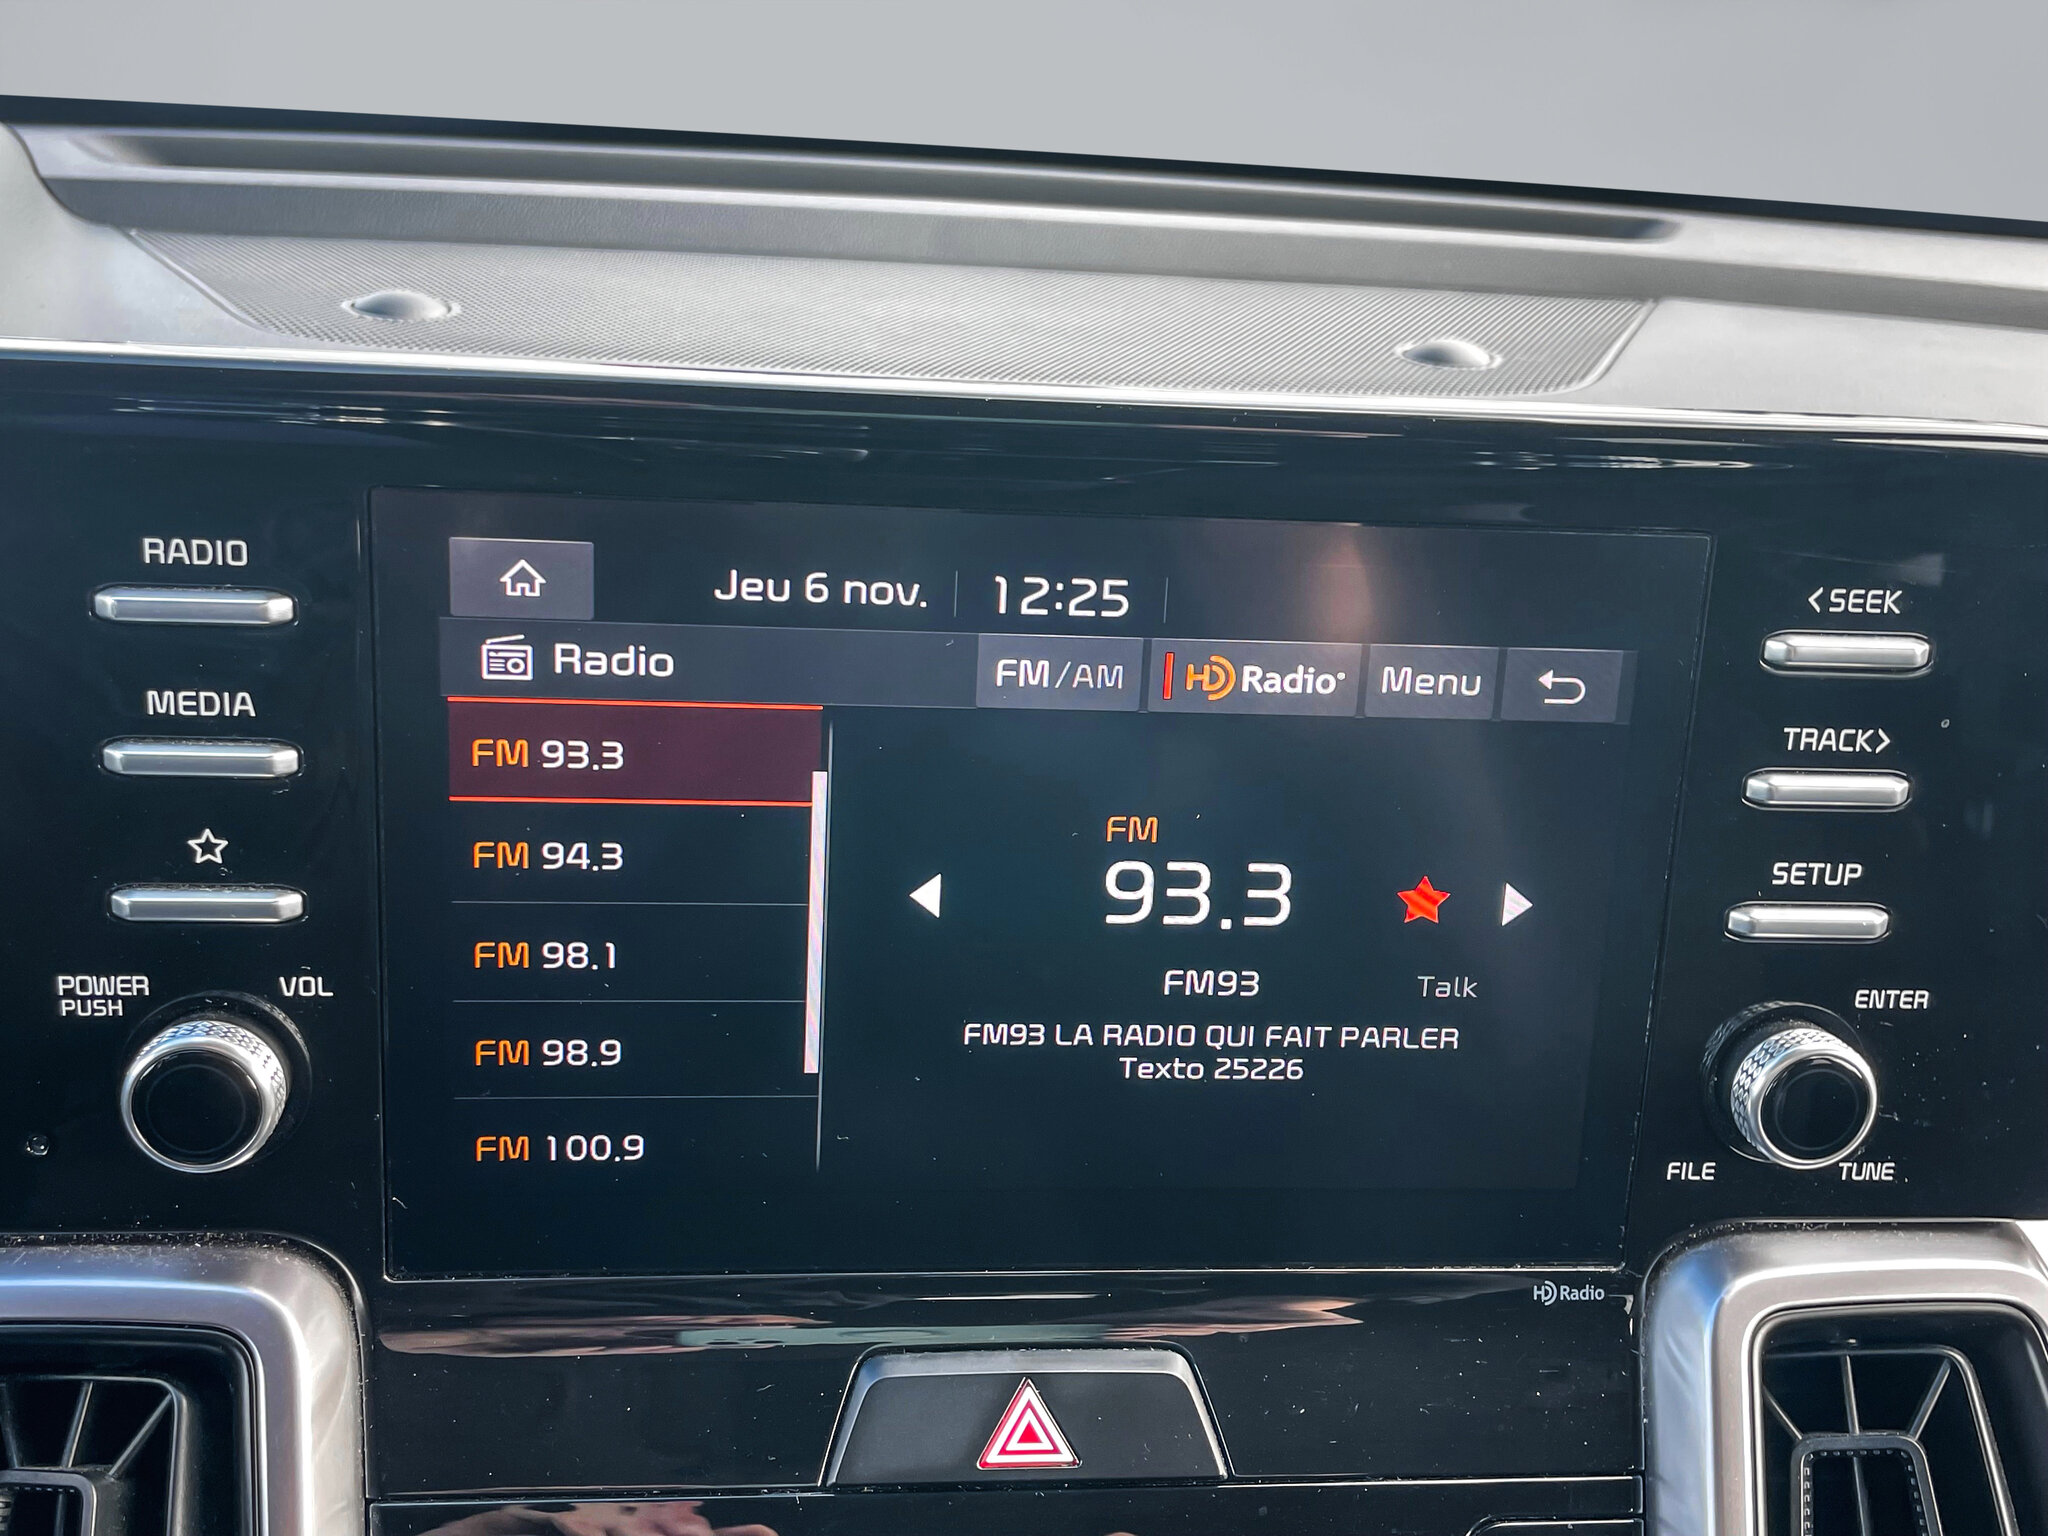 RADIO
MEDIA
POWER
PUSH
VOL
Jeu 6 nov.
12:25
Radio
FM/AM
HD Radio
Menu
FM 93.3
FM 94.3
FM 98.1
FM 98.9
FM 100.9
FM
93.3
FM93
Talk
FM93 LA RADIO QUI FAIT PARLER
Texto 25226
<SEEK
TRACK>
SETUP
ENTER
FILE
TUNE
HD Radio